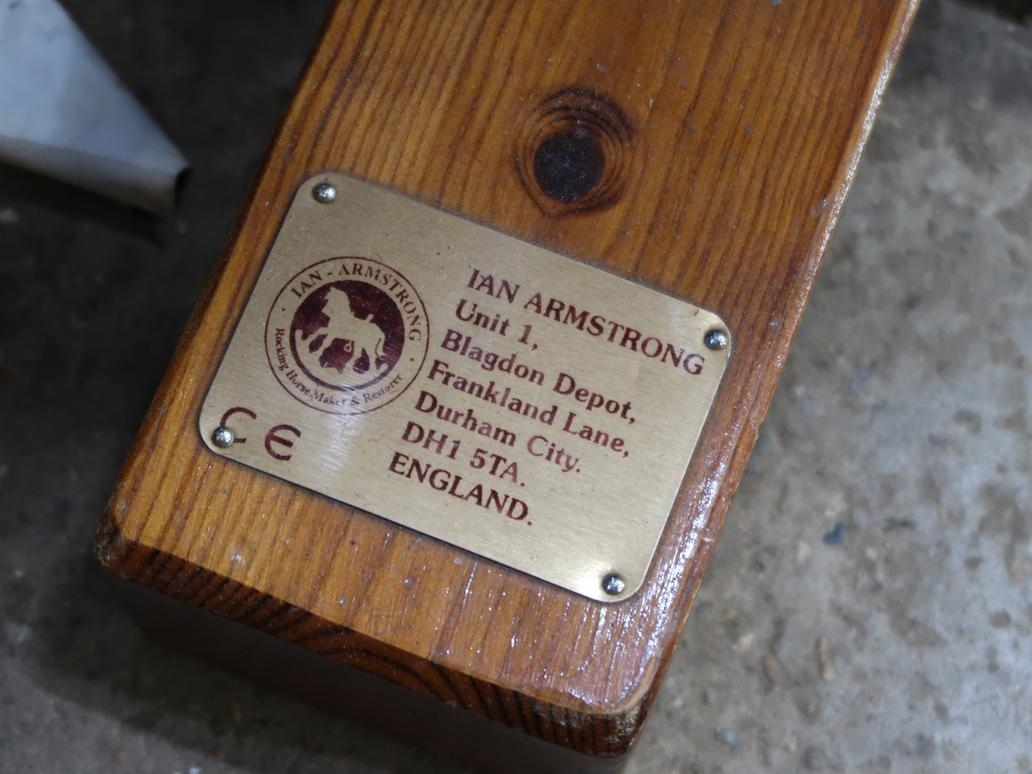 IAN - ARMSTRONG
Rocking Horse Maker & Restorer
CE
IAN ARMSTRONG
Unit 1,
Blagdon Depot,
Frankland Lane,
Durham City.
DH1 5TA.
ENGLAND.